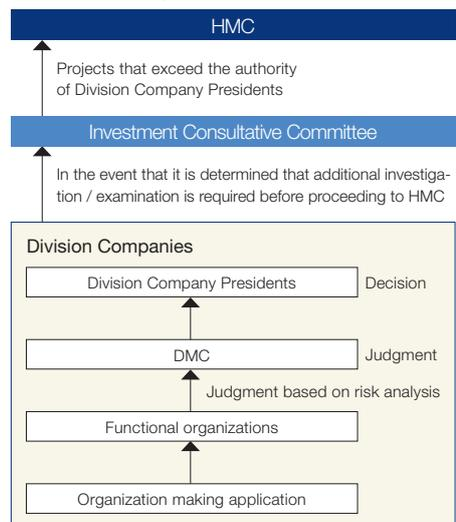 HMC
Projects that exceed the authority
of Division Company Presidents
Investment Consultative Committee
In the event that it is determined that additional investiga-
tion / examination is required before proceeding to HMC
Division Companies
Division Company Presidents
Decision
DMC
Judgment
Judgment based on risk analysis
Functional organizations
Organization making application